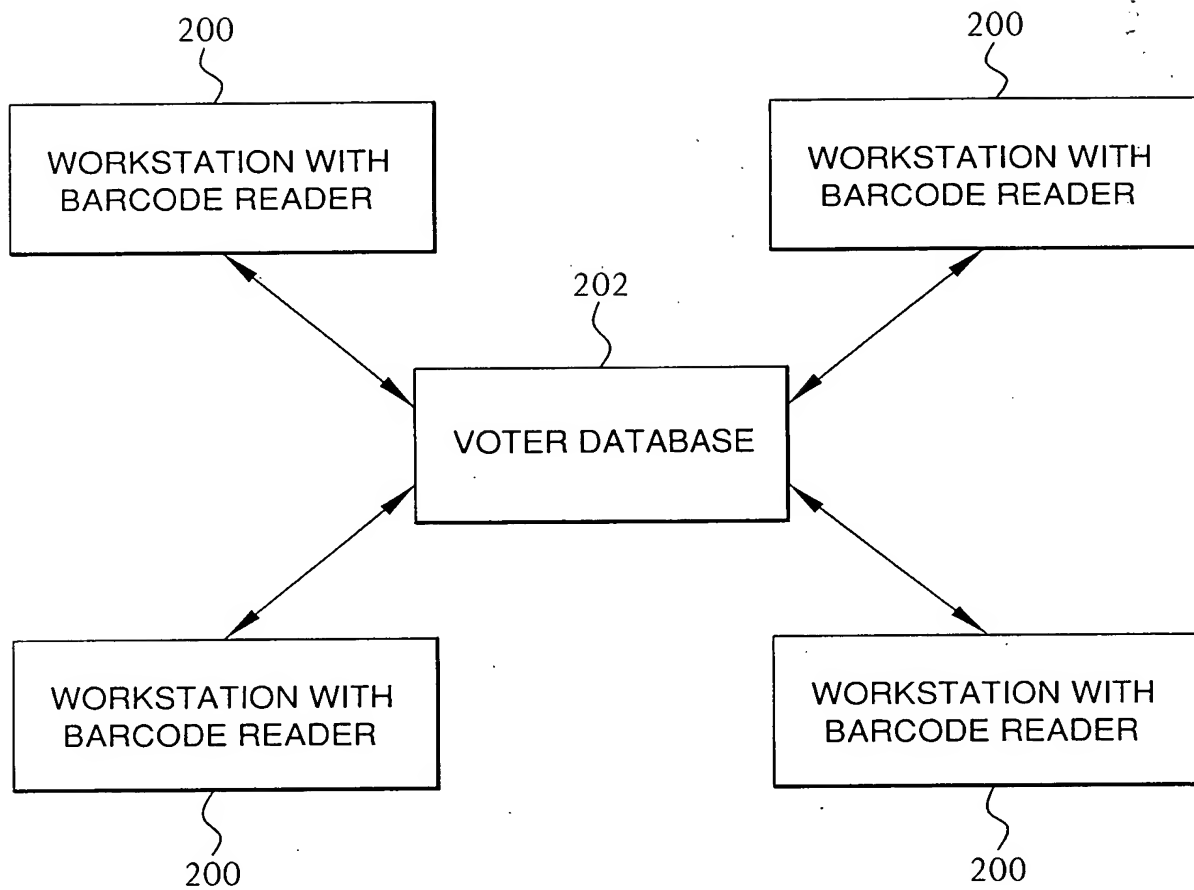 200
200
WORKSTATION WITH
BARCODE READER
WORKSTATION WITH
BARCODE READER
202
VOTER DATABASE
WORKSTATION WITH
BARCODE READER
WORKSTATION WITH
BARCODE READER
200
200